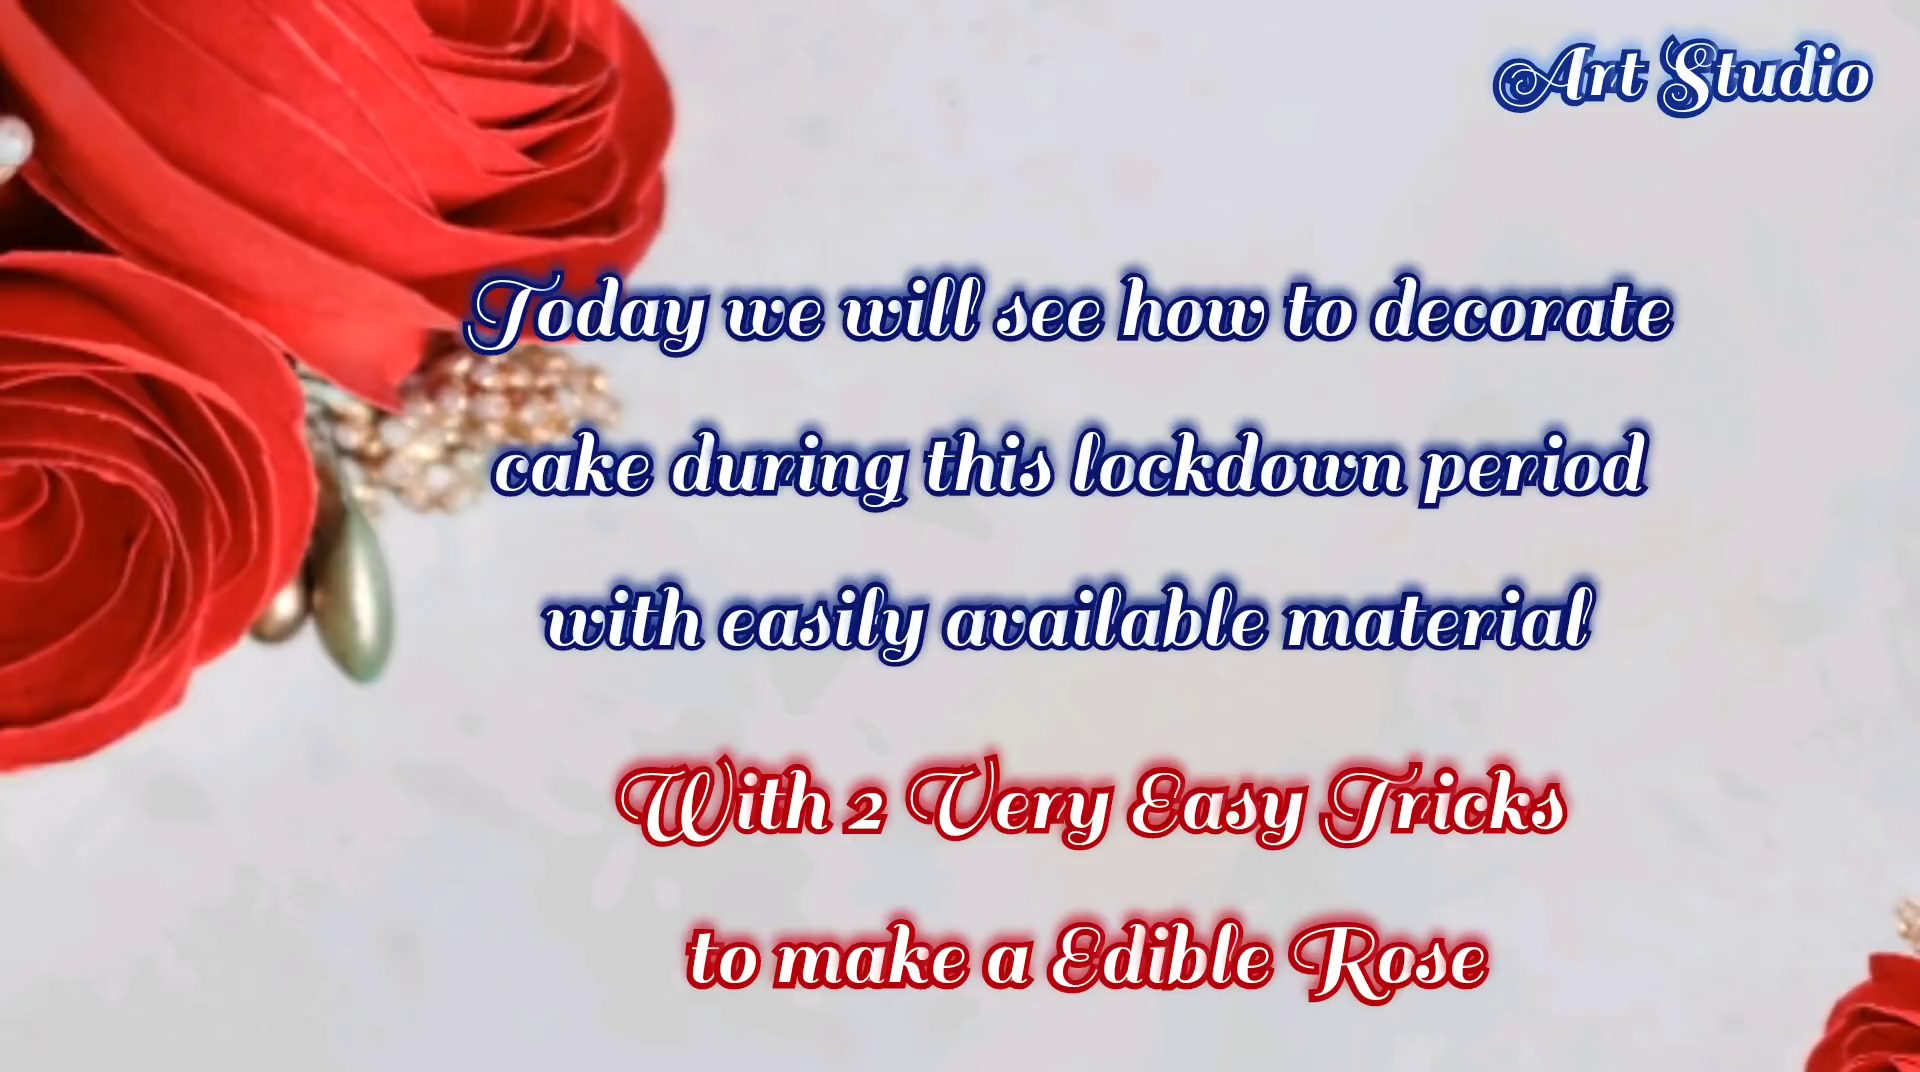 Art Studio
Today we will see how to decorate
cake during this lockdown period
with easily available material
With 2 Very Easy Tricks
to make a Edible Rose